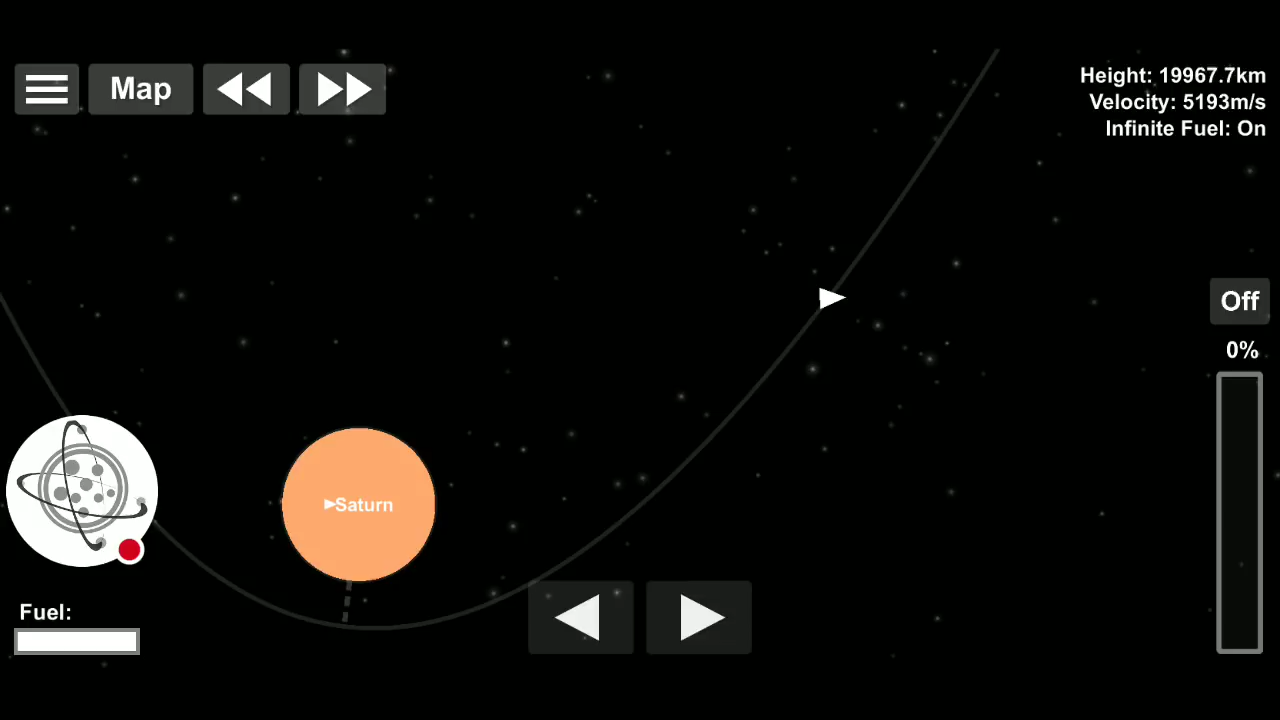 Map
Height: 19967.7km
Velocity: 5193m/s
Infinite Fuel: On
Off
0%
Saturn
Fuel: